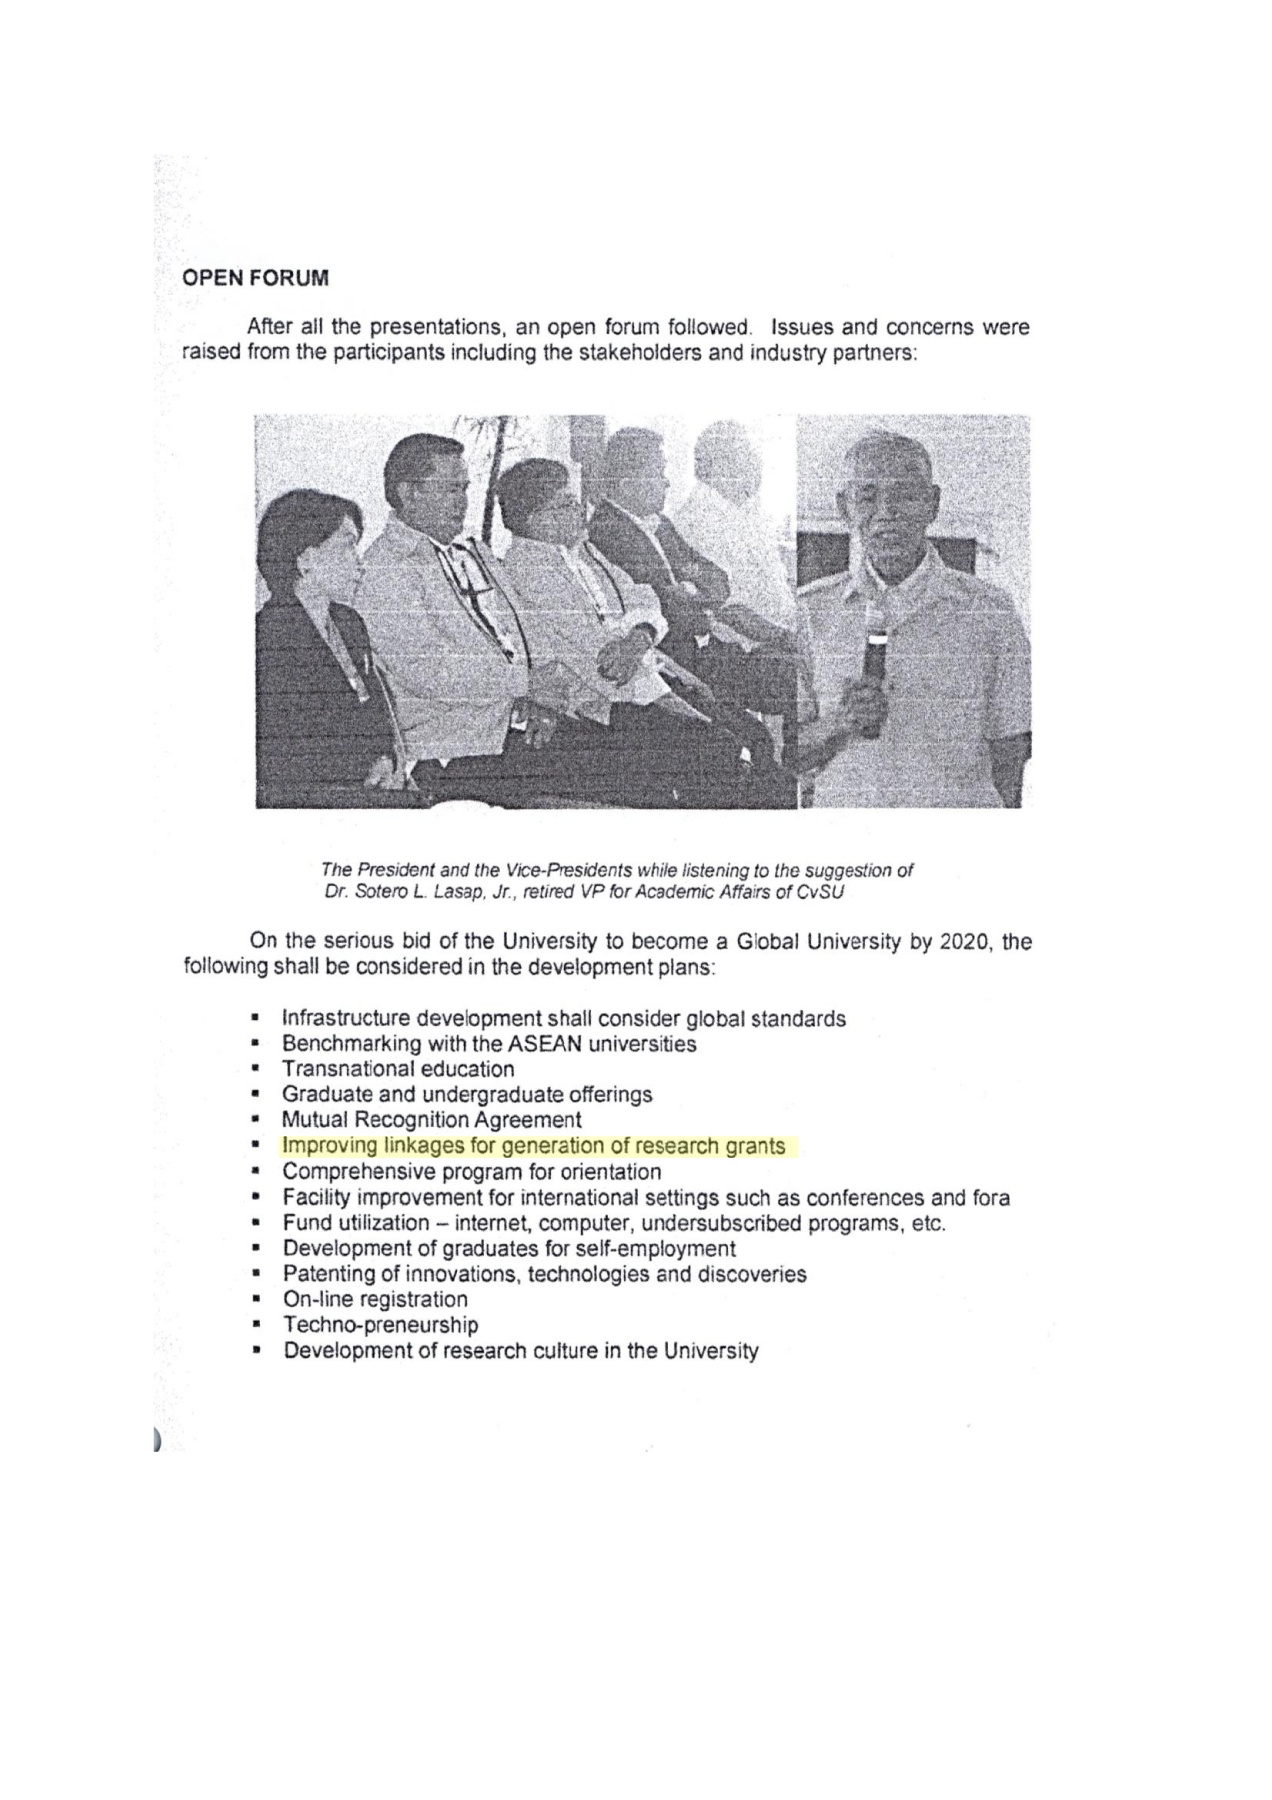 OPEN FORUM
After all the presentations, an open forum followed. Issues and concerns were
raised from the participants including the stakeholders and industry partners:
The President and the Vice-Presidents while listening to the suggestion of
Dr. Sotero L. Lasap, Jr., retired VP for Academic Affairs of CvSU
On the serious bid of the University to become a Global University by 2020, the
following shall be considered in the development plans:
▪ Infrastructure development shall consider global standards
▪ Benchmarking with the ASEAN universities
▪ Transnational education
▪ Graduate and undergraduate offerings
▪ Mutual Recognition Agreement
▪ Improving linkages for generation of research grants
▪ Comprehensive program for orientation
▪ Facility improvement for international settings such as conferences and fora
▪ Fund utilization – internet, computer, undersubscribed programs, etc.
▪ Development of graduates for self-employment
▪ Patenting of innovations, technologies and discoveries
▪ On-line registration
▪ Techno-preneurship
▪ Development of research culture in the University